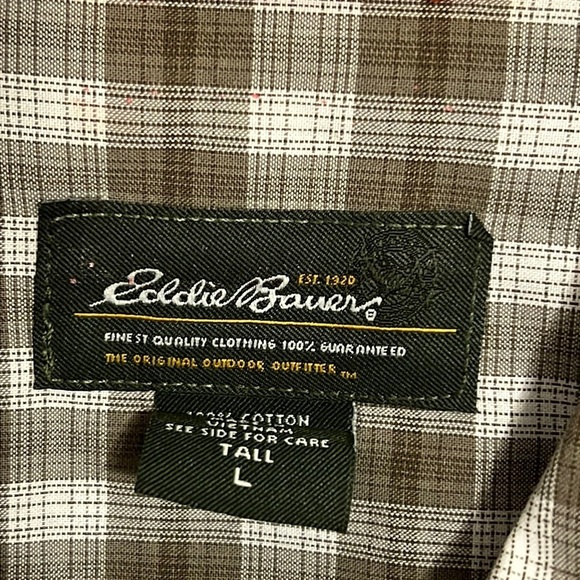 EST. 1920
Eddie Bauer ®
FINEST QUALITY CLOTHING 100% GUARANTEED
THE ORIGINAL OUTDOOR OUTFITTER ™
100% COTTON
VIETNAM
SEE SIDE FOR CARE
TALL
L